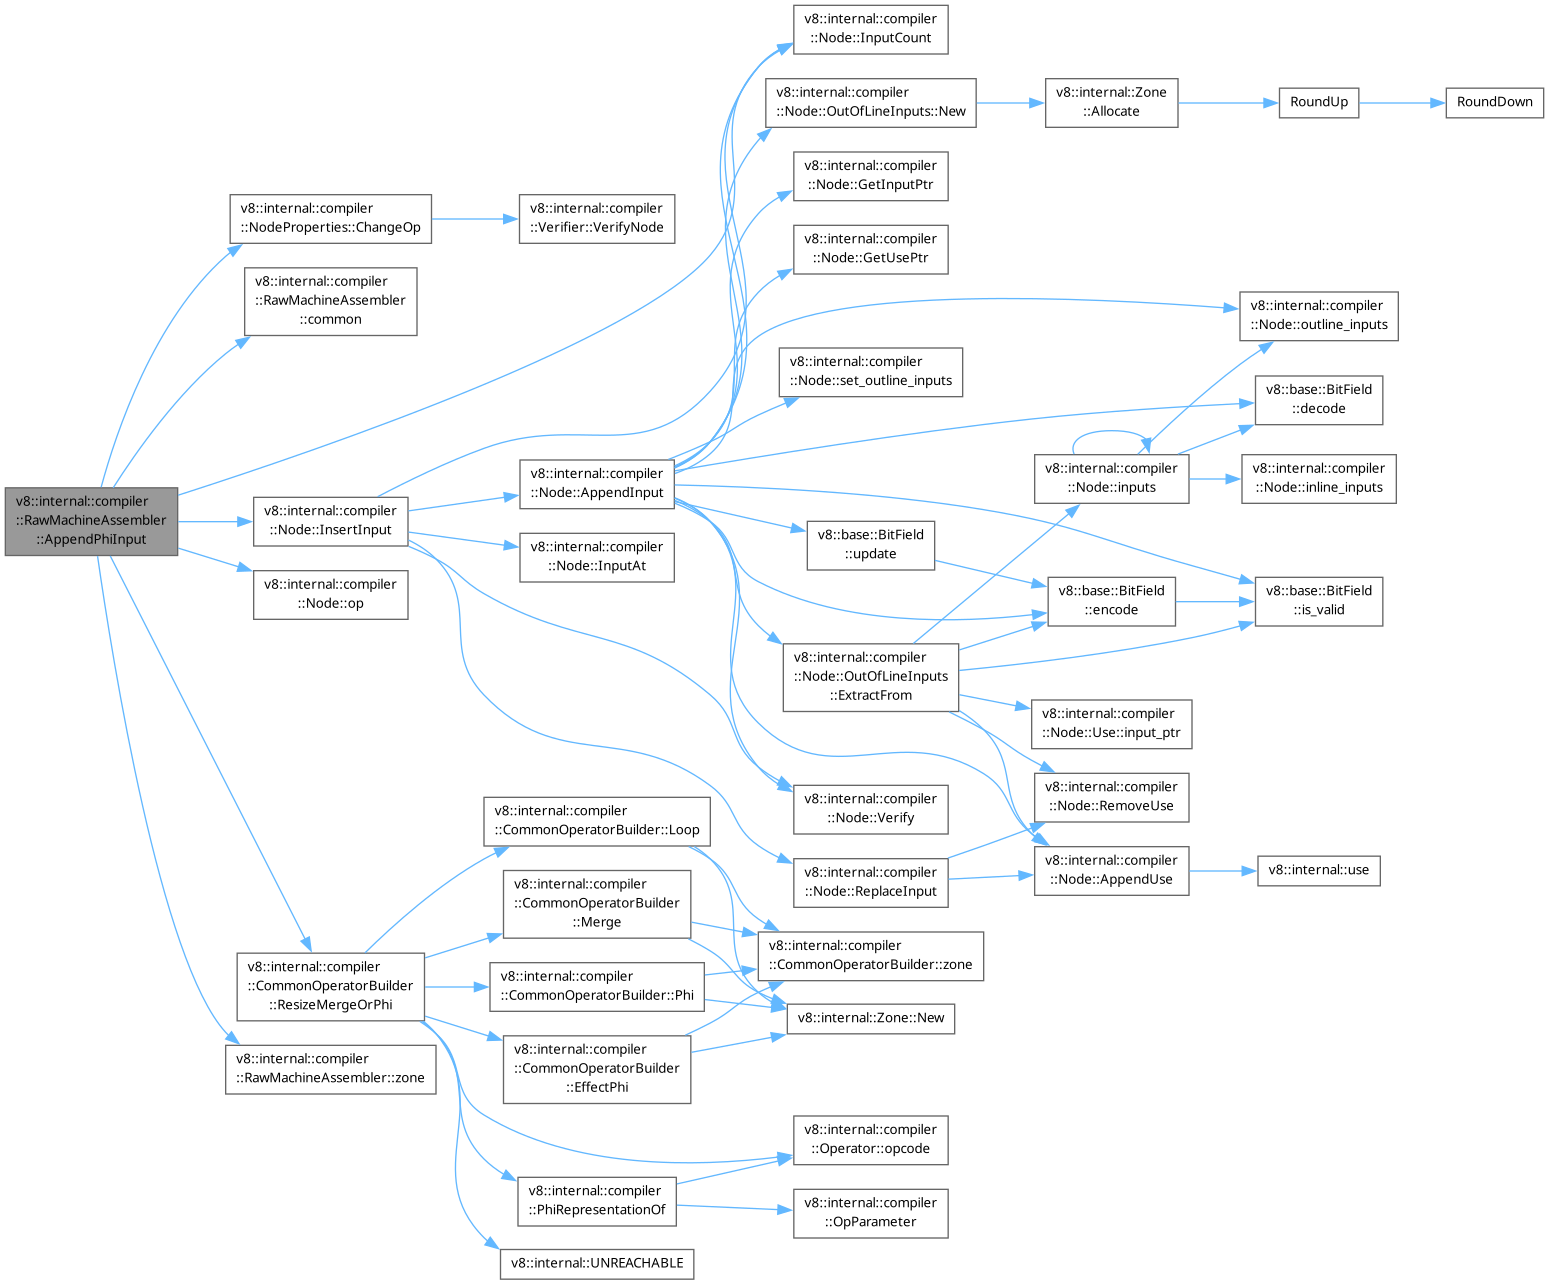 v8::internal::compiler
::RawMachineAssembler
::AppendPhiInput
v8::internal::compiler
::NodeProperties::ChangeOp
v8::internal::compiler
::Verifier::VerifyNode
v8::internal::compiler
::RawMachineAssembler
::common
v8::internal::compiler
::Node::InsertInput
v8::internal::compiler
::Node::op
v8::internal::compiler
::CommonOperatorBuilder
::ResizeMergeOrPhi
v8::internal::compiler
::RawMachineAssembler::zone
v8::internal::compiler
::Node::AppendInput
v8::internal::compiler
::Node::InputAt
v8::internal::compiler
::CommonOperatorBuilder::Loop
v8::internal::compiler
::CommonOperatorBuilder
::Merge
v8::internal::compiler
::CommonOperatorBuilder::Phi
v8::internal::compiler
::CommonOperatorBuilder
::EffectPhi
v8::internal::compiler
::PhiRepresentationOf
v8::internal::UNREACHABLE
v8::internal::compiler
::Node::InputCount
v8::internal::compiler
::Node::OutOfLineInputs::New
v8::internal::Zone
::Allocate
RoundUp
RoundDown
v8::internal::compiler
::Node::GetInputPtr
v8::internal::compiler
::Node::GetUsePtr
v8::internal::compiler
::Node::set_outline_inputs
v8::base::BitField
::update
v8::internal::compiler
::Node::OutOfLineInputs
::ExtractFrom
v8::internal::compiler
::Node::Verify
v8::internal::compiler
::Node::ReplaceInput
v8::internal::compiler
::CommonOperatorBuilder::zone
v8::internal::Zone::New
v8::internal::compiler
::Operator::opcode
v8::internal::compiler
::OpParameter
v8::internal::compiler
::Node::inputs
v8::base::BitField
::encode
v8::internal::compiler
::Node::Use::input_ptr
v8::internal::compiler
::Node::RemoveUse
v8::internal::compiler
::Node::AppendUse
v8::internal::compiler
::Node::outline_inputs
v8::base::BitField
::decode
v8::internal::compiler
::Node::inline_inputs
v8::base::BitField
::is_valid
v8::internal::use